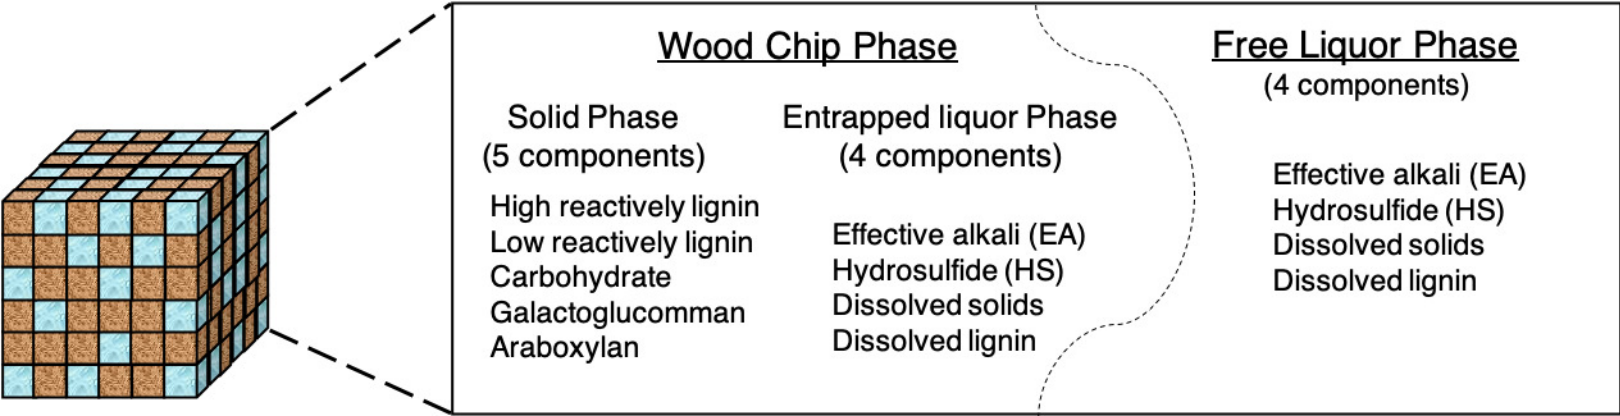 Wood Chip Phase
Solid Phase
(5 components)
High reactively lignin
Low reactively lignin
Carbohydrate
Galactoglucomman
Araboxylan
Entrapped liquor Phase
(4 components)
Effective alkali (EA)
Hydrosulfide (HS)
Dissolved solids
Dissolved lignin
Free Liquor Phase
(4 components)
Effective alkali (EA)
Hydrosulfide (HS)
Dissolved solids
Dissolved lignin